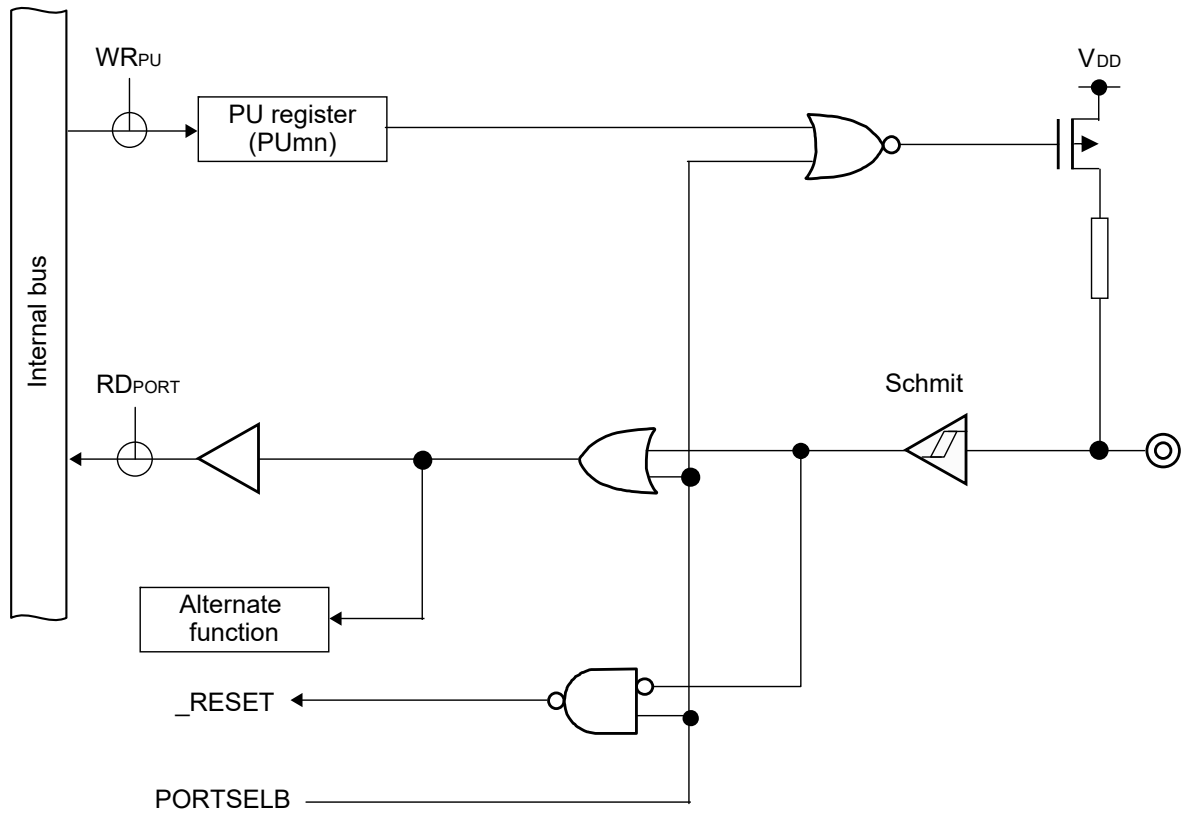 WRPU
VDD
PU register
(PUmn)
Internal bus
RDPORT
Schmit
Alternate
function
_RESET
PORTSELB